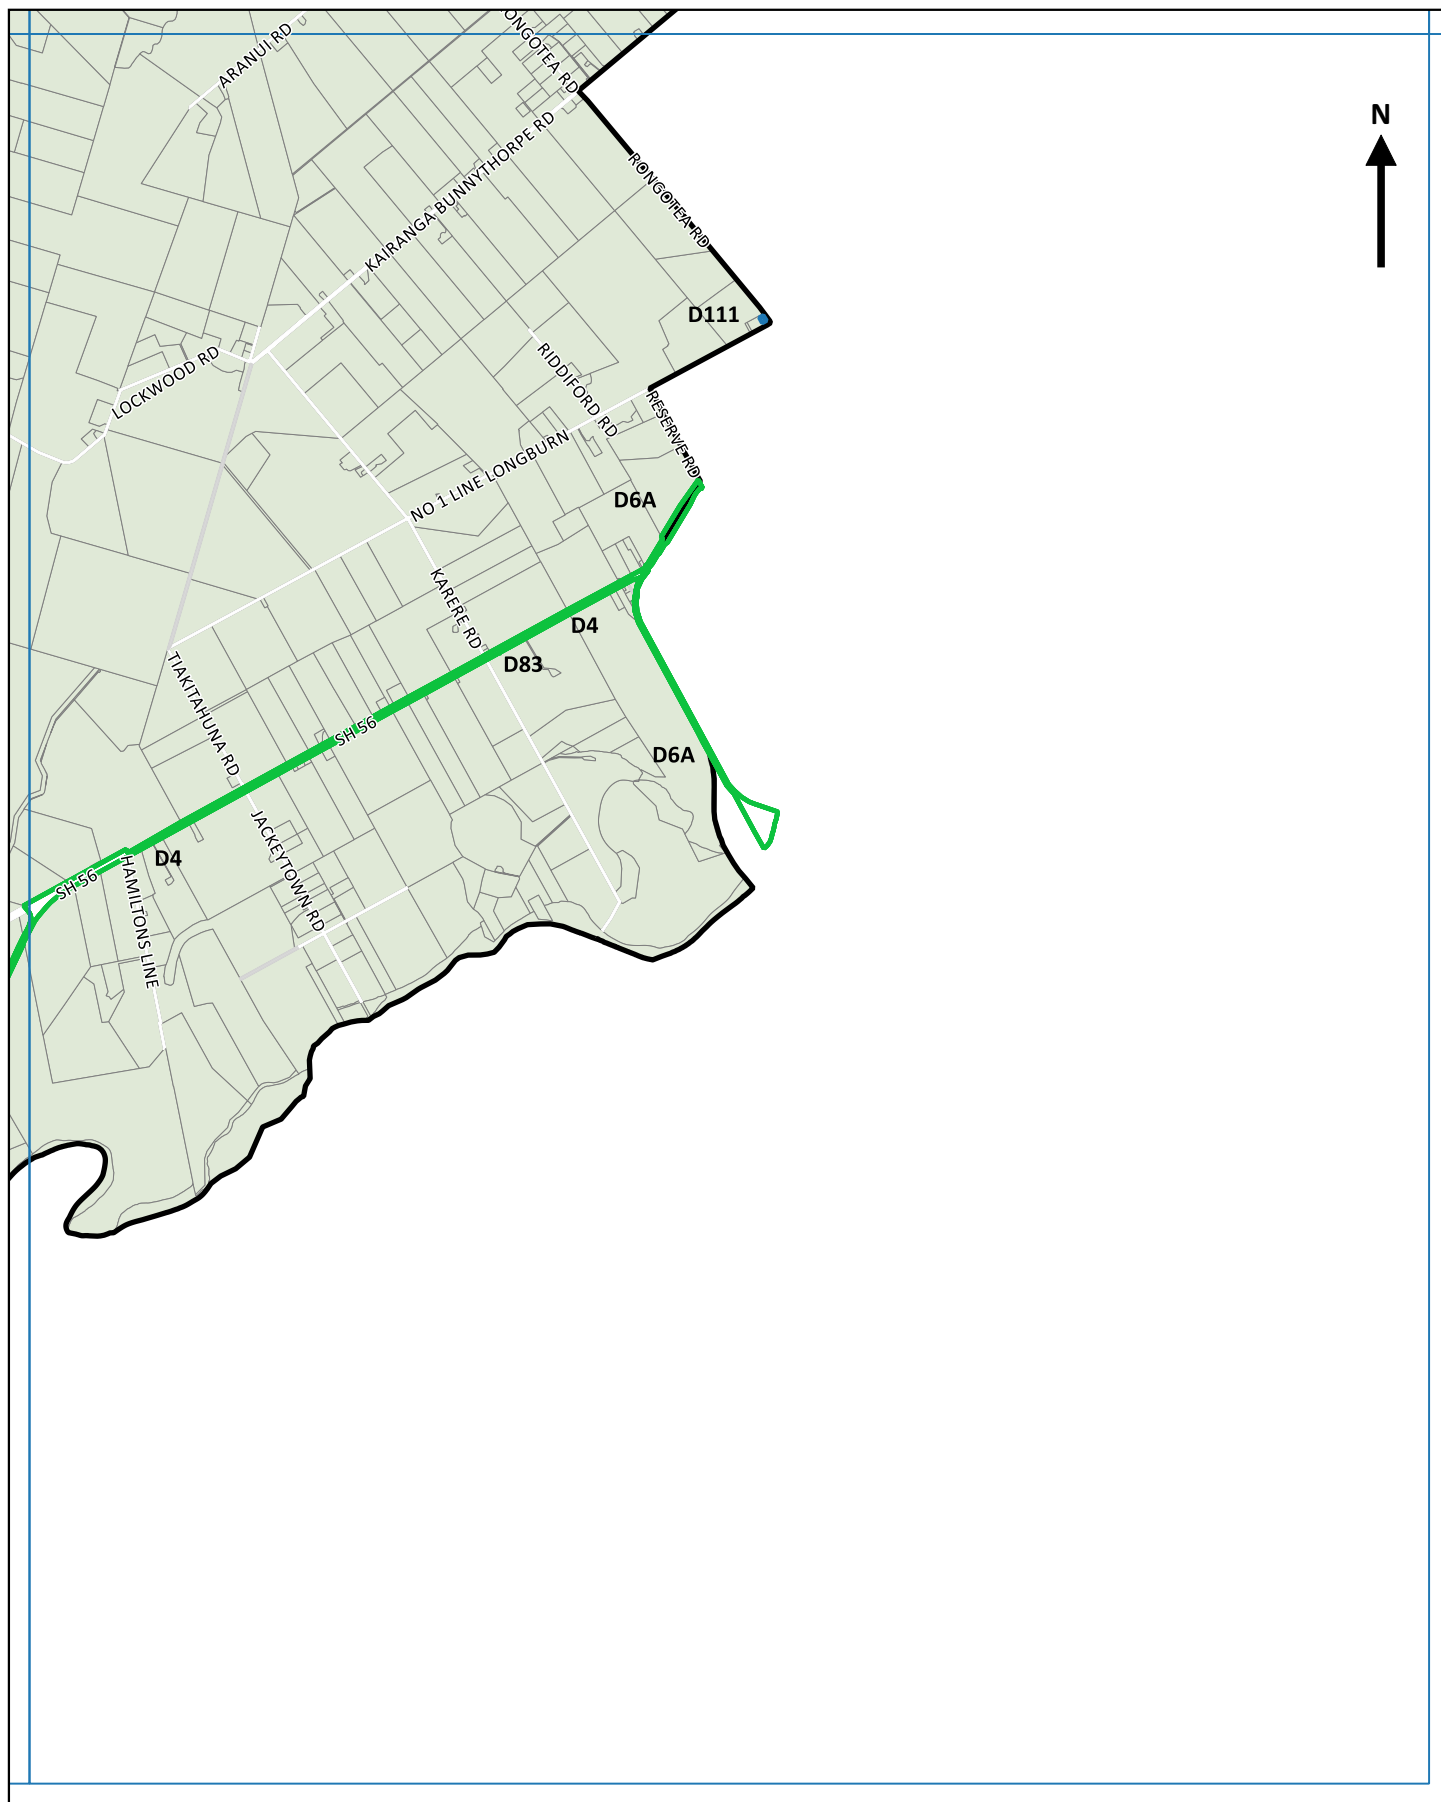 ONGOTEA RD
ARANUI RD
N
KAIRANGA BUNNYTHORPE RD
RONGOTEA RD
D111
LOCKWOOD RD
RIDDIFORD RD
RESERVE RD
NO 1 LINE LONGBURN
D6A
KARERE RD
D4
D83
TIAKITAHUNA RD
SH 56
D6A
JACKEYTOWN RD
D4
SH 56
HAMILTONS LINE